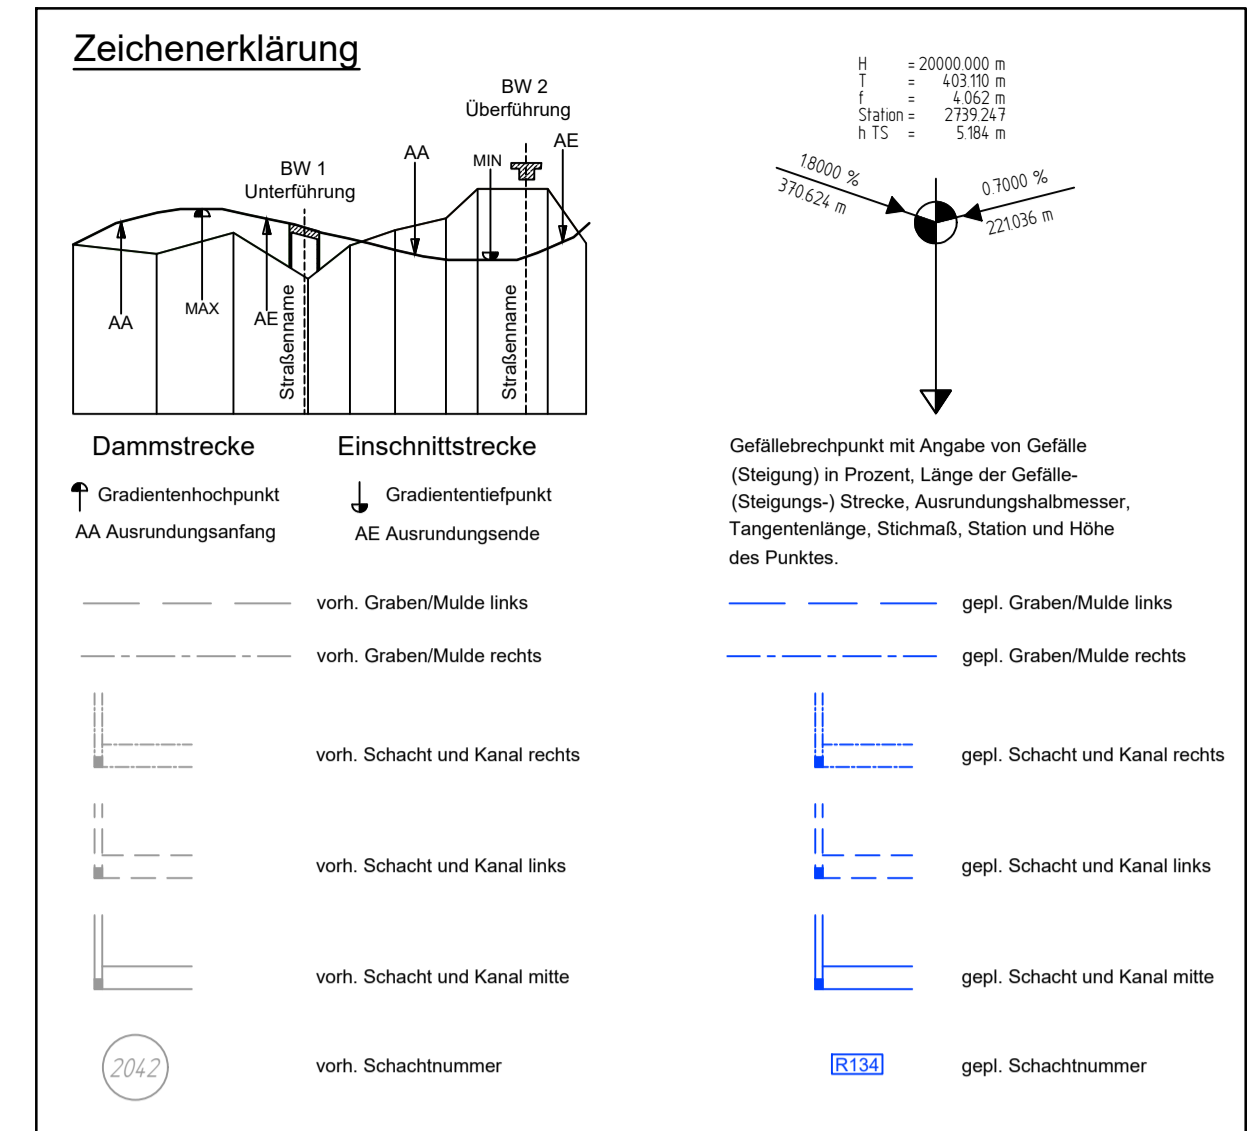 Zeichenerklärung
BW 1
Unterführung
BW 2
Überführung
AA
MIN
AE
AA
MAX
AE
Straßenname
Straßenname
Dammstrecke
Einschnittstrecke
Gradientenhochpunkt
Gradiententiefpunkt
AA Ausrundungsanfang
AE Ausrundungsende
H = 20000.000 m
T = 403.110 m
f = 4.062 m
Station = 2739.247
h TS = 5.184 m
1.8000 %
370.624 m
0.7000 %
221.036 m
Gefällebrechpunkt mit Angabe von Gefälle
(Steigung) in Prozent, Länge der Gefälle-
(Steigungs-) Strecke, Ausrundungshalbmesser,
Tangentenlänge, Stichmaß, Station und Höhe
des Punktes.
vorh. Graben/Mulde links
gepl. Graben/Mulde links
vorh. Graben/Mulde rechts
gepl. Graben/Mulde rechts
vorh. Schacht und Kanal rechts
gepl. Schacht und Kanal rechts
vorh. Schacht und Kanal links
gepl. Schacht und Kanal links
vorh. Schacht und Kanal mitte
gepl. Schacht und Kanal mitte
2042
vorh. Schachtnummer
R134
gepl. Schachtnummer